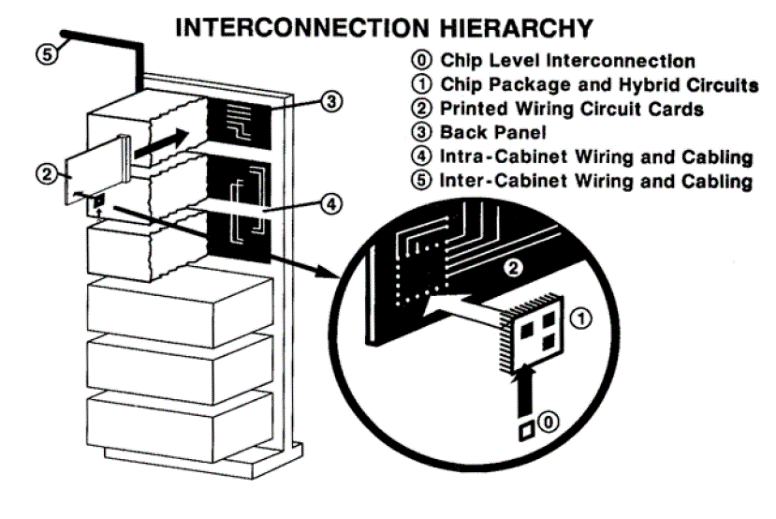 INTERCONNECTION HIERARCHY
⓪ Chip Level Interconnection
① Chip Package and Hybrid Circuits
② Printed Wiring Circuit Cards
③ Back Panel
④ Intra-Cabinet Wiring and Cabling
⑤ Inter-Cabinet Wiring and Cabling
⑤
③
②
④
②
①
⓪